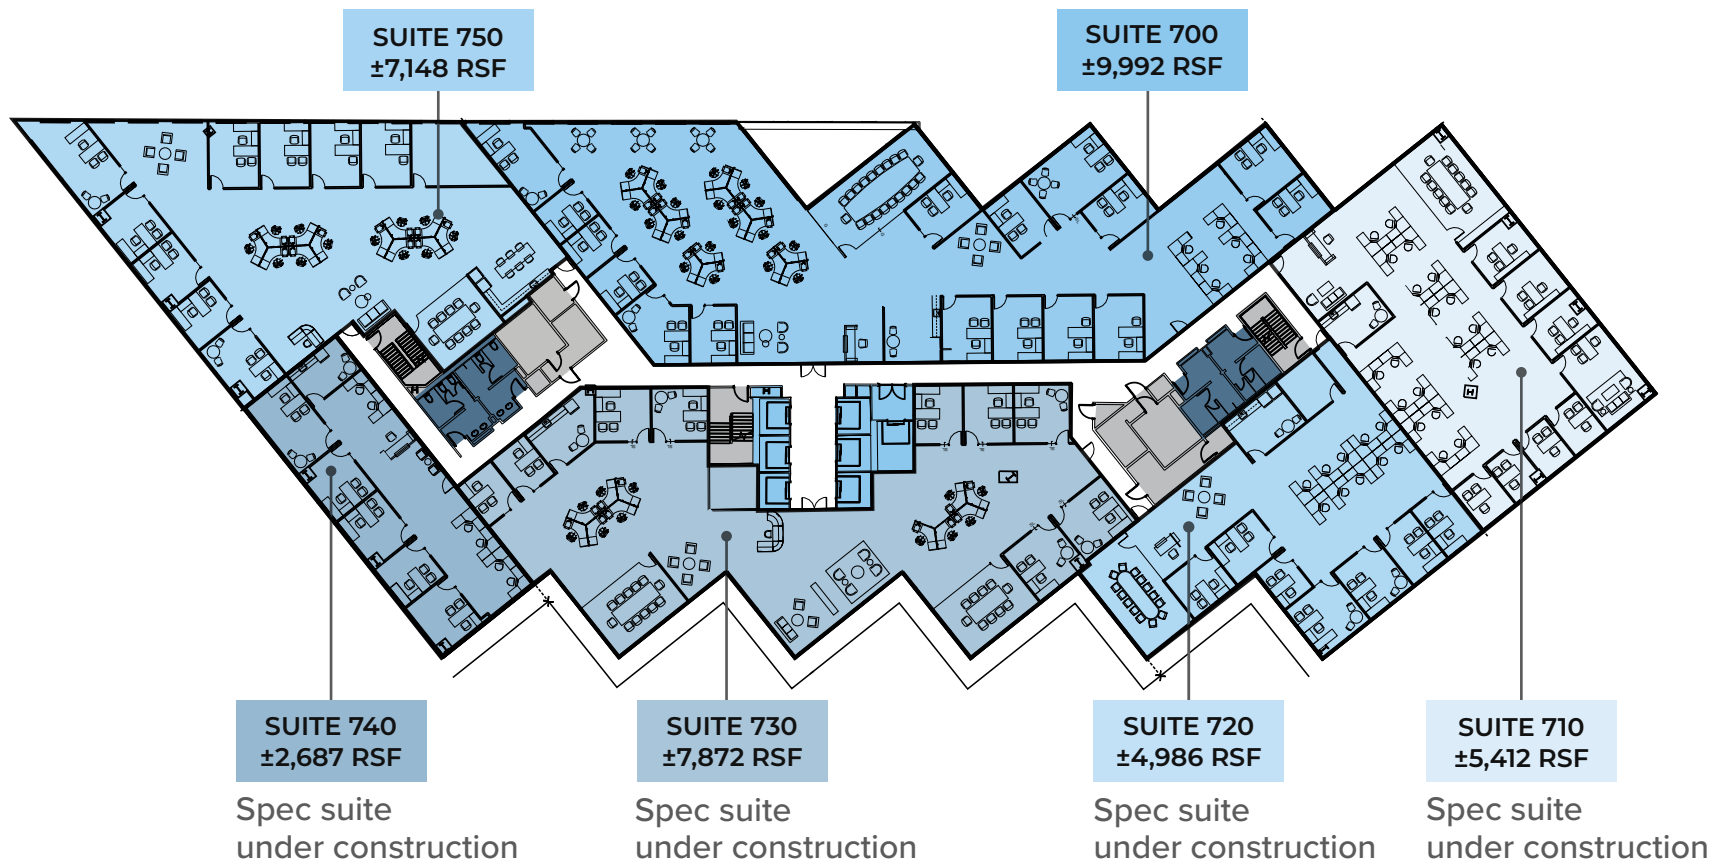 SUITE 750
±7,148 RSF
SUITE 700
±9,992 RSF
SUITE 740
±2,687 RSF
Spec suite
under construction
SUITE 730
±7,872 RSF
Spec suite
under construction
SUITE 720
±4,986 RSF
Spec suite
under construction
SUITE 710
±5,412 RSF
Spec suite
under construction